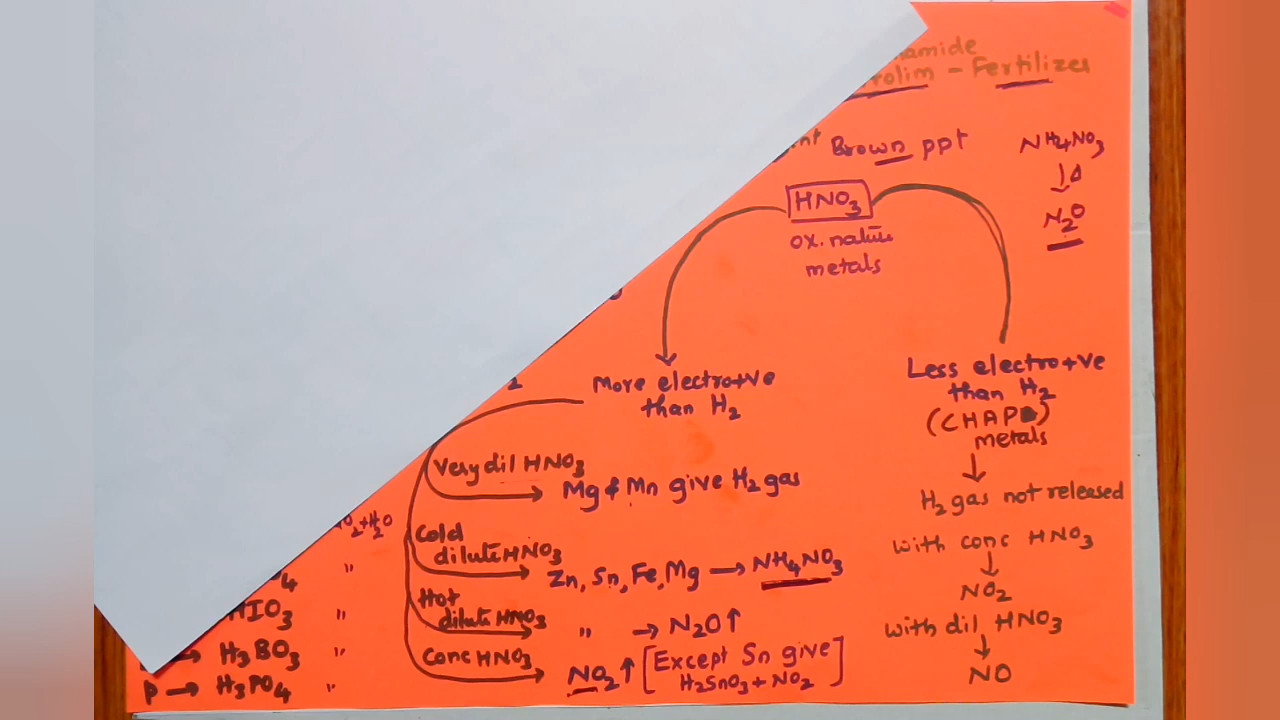 – Fertilizer
Brown ppt
NH4NO3
↓Δ
N2O
HNO3
ox. nature
metals
More electro+ve
than H2
Very dil HNO3
→ Mg & Mn give H2 gas
Cold
dilute HNO3
→ Zn, Sn, Fe, Mg → NH4NO3
Hot
dilute HNO3
→ " → N2O↑
Conc HNO3
→ NO2↑ [Except Sn give
H2SnO3 + NO2]
Less electro+ve
than H2
(CHAP)
metals
↓
H2 gas not released
with conc HNO3
↓
NO2
with dil HNO3
↓
NO
+H2O
"
HIO3 "
→ H3BO3 "
P → H3PO4 "